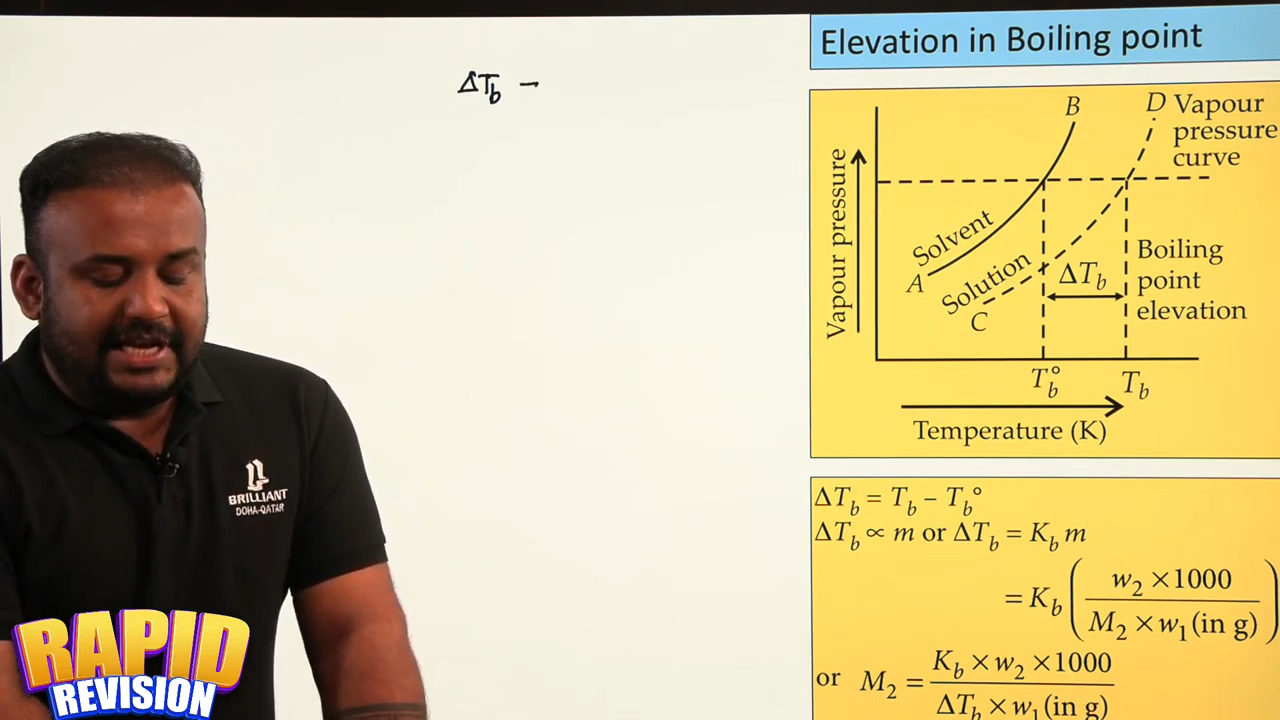 ΔT_b –
Elevation in Boiling point
B
D Vapour
pressure
curve
Vapour pressure
Solvent
A
Solution
C
ΔT_b
Boiling
point
elevation
T_b°
T_b
Temperature (K)
ΔT_b = T_b – T_b°
ΔT_b ∝ m or ΔT_b = K_b m
= K_b ( w_2 ×1000 / M_2 × w_1 (in g) )
or M_2 = K_b × w_2 ×1000 / ΔT_b × w_1 (in g)
BRILLIANT
DOHA-QATAR
RAPID
REVISION